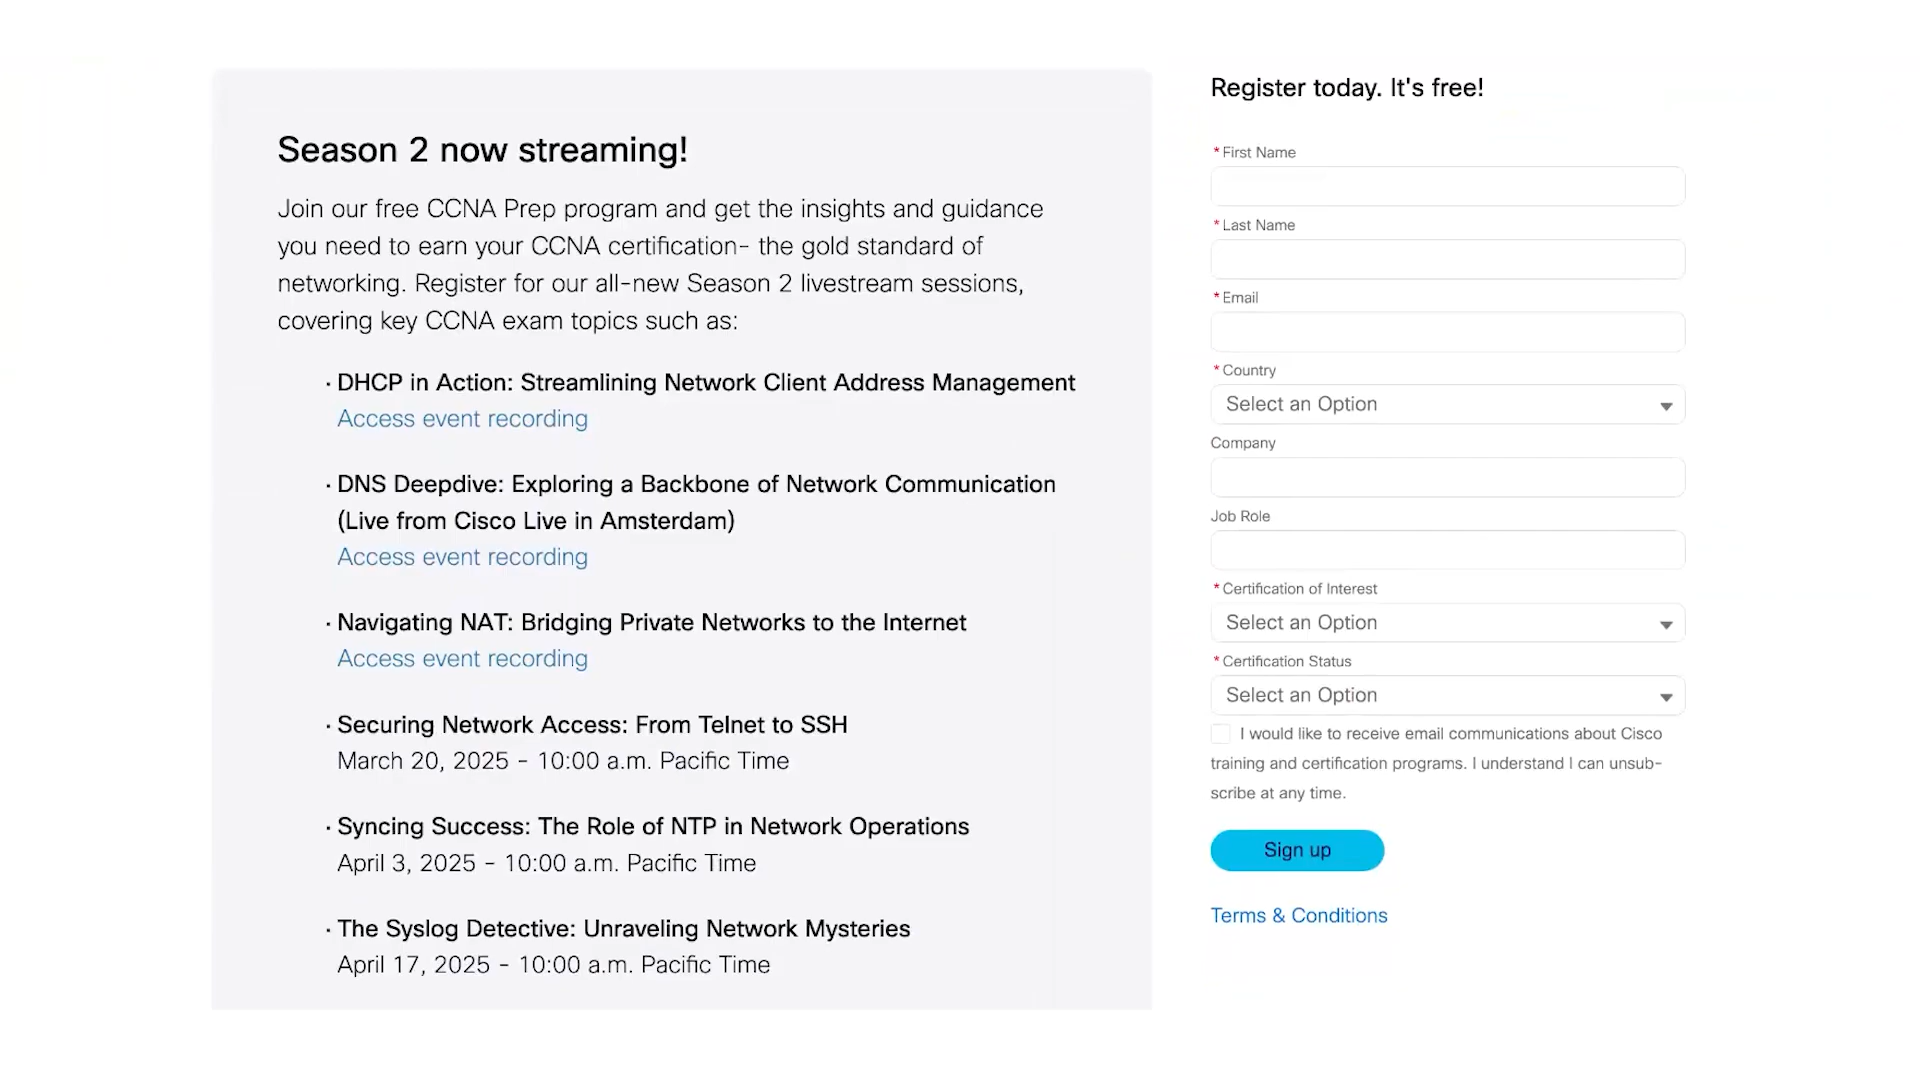 Season 2 now streaming!
Join our free CCNA Prep program and get the insights and guidance
you need to earn your CCNA certification- the gold standard of
networking. Register for our all-new Season 2 livestream sessions,
covering key CCNA exam topics such as:
· DHCP in Action: Streamlining Network Client Address Management
Access event recording
· DNS Deepdive: Exploring a Backbone of Network Communication
(Live from Cisco Live in Amsterdam)
Access event recording
· Navigating NAT: Bridging Private Networks to the Internet
Access event recording
· Securing Network Access: From Telnet to SSH
March 20, 2025 - 10:00 a.m. Pacific Time
· Syncing Success: The Role of NTP in Network Operations
April 3, 2025 - 10:00 a.m. Pacific Time
· The Syslog Detective: Unraveling Network Mysteries
April 17, 2025 - 10:00 a.m. Pacific Time
Register today. It's free!
* First Name
* Last Name
* Email
* Country
Select an Option
Company
Job Role
* Certification of Interest
Select an Option
* Certification Status
Select an Option
I would like to receive email communications about Cisco
training and certification programs. I understand I can unsub-
scribe at any time.
Sign up
Terms & Conditions